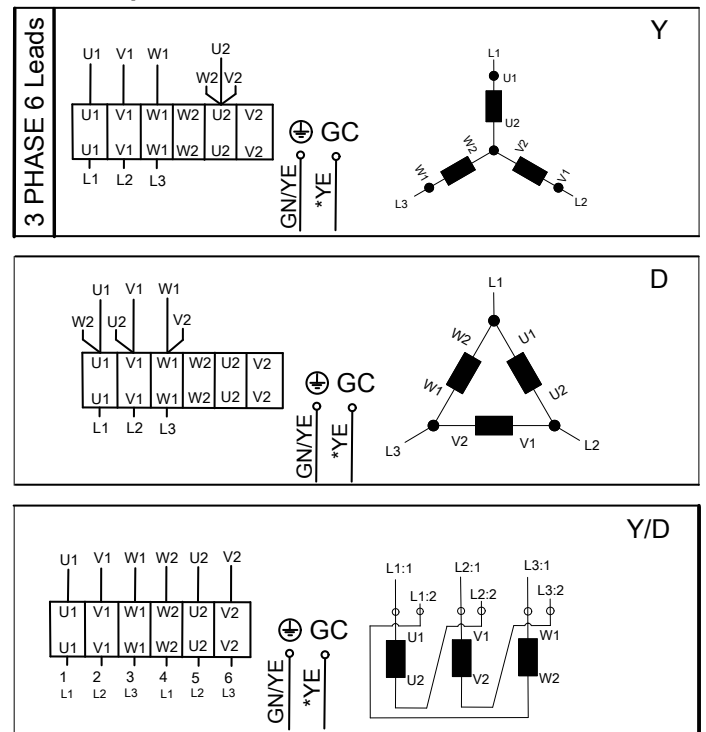 3 PHASE 6 Leads
Y
U1 V1 W1 U2
W2 V2
U1 V1 W1 W2 U2 V2
U1 V1 W1 W2 U2 V2
L1 L2 L3
GC
GN/YE
*YE
L1
U1
U2
W2 V2
W1 V1
L3 L2
D
U1 V1 W1
W2 U2 V2
U1 V1 W1 W2 U2 V2
U1 V1 W1 W2 U2 V2
L1 L2 L3
GC
GN/YE
*YE
L1
W2 U1
W1 U2
V2 V1
L3 L2
Y/D
U1 V1 W1 W2 U2 V2
U1 V1 W1 W2 U2 V2
U1 V1 W1 W2 U2 V2
1 2 3 4 5 6
L1 L2 L3 L1 L2 L3
GC
GN/YE
*YE
L1:1 L2:1 L3:1
L1:2 L2:2 L3:2
U1 V1 W1
U2 V2 W2